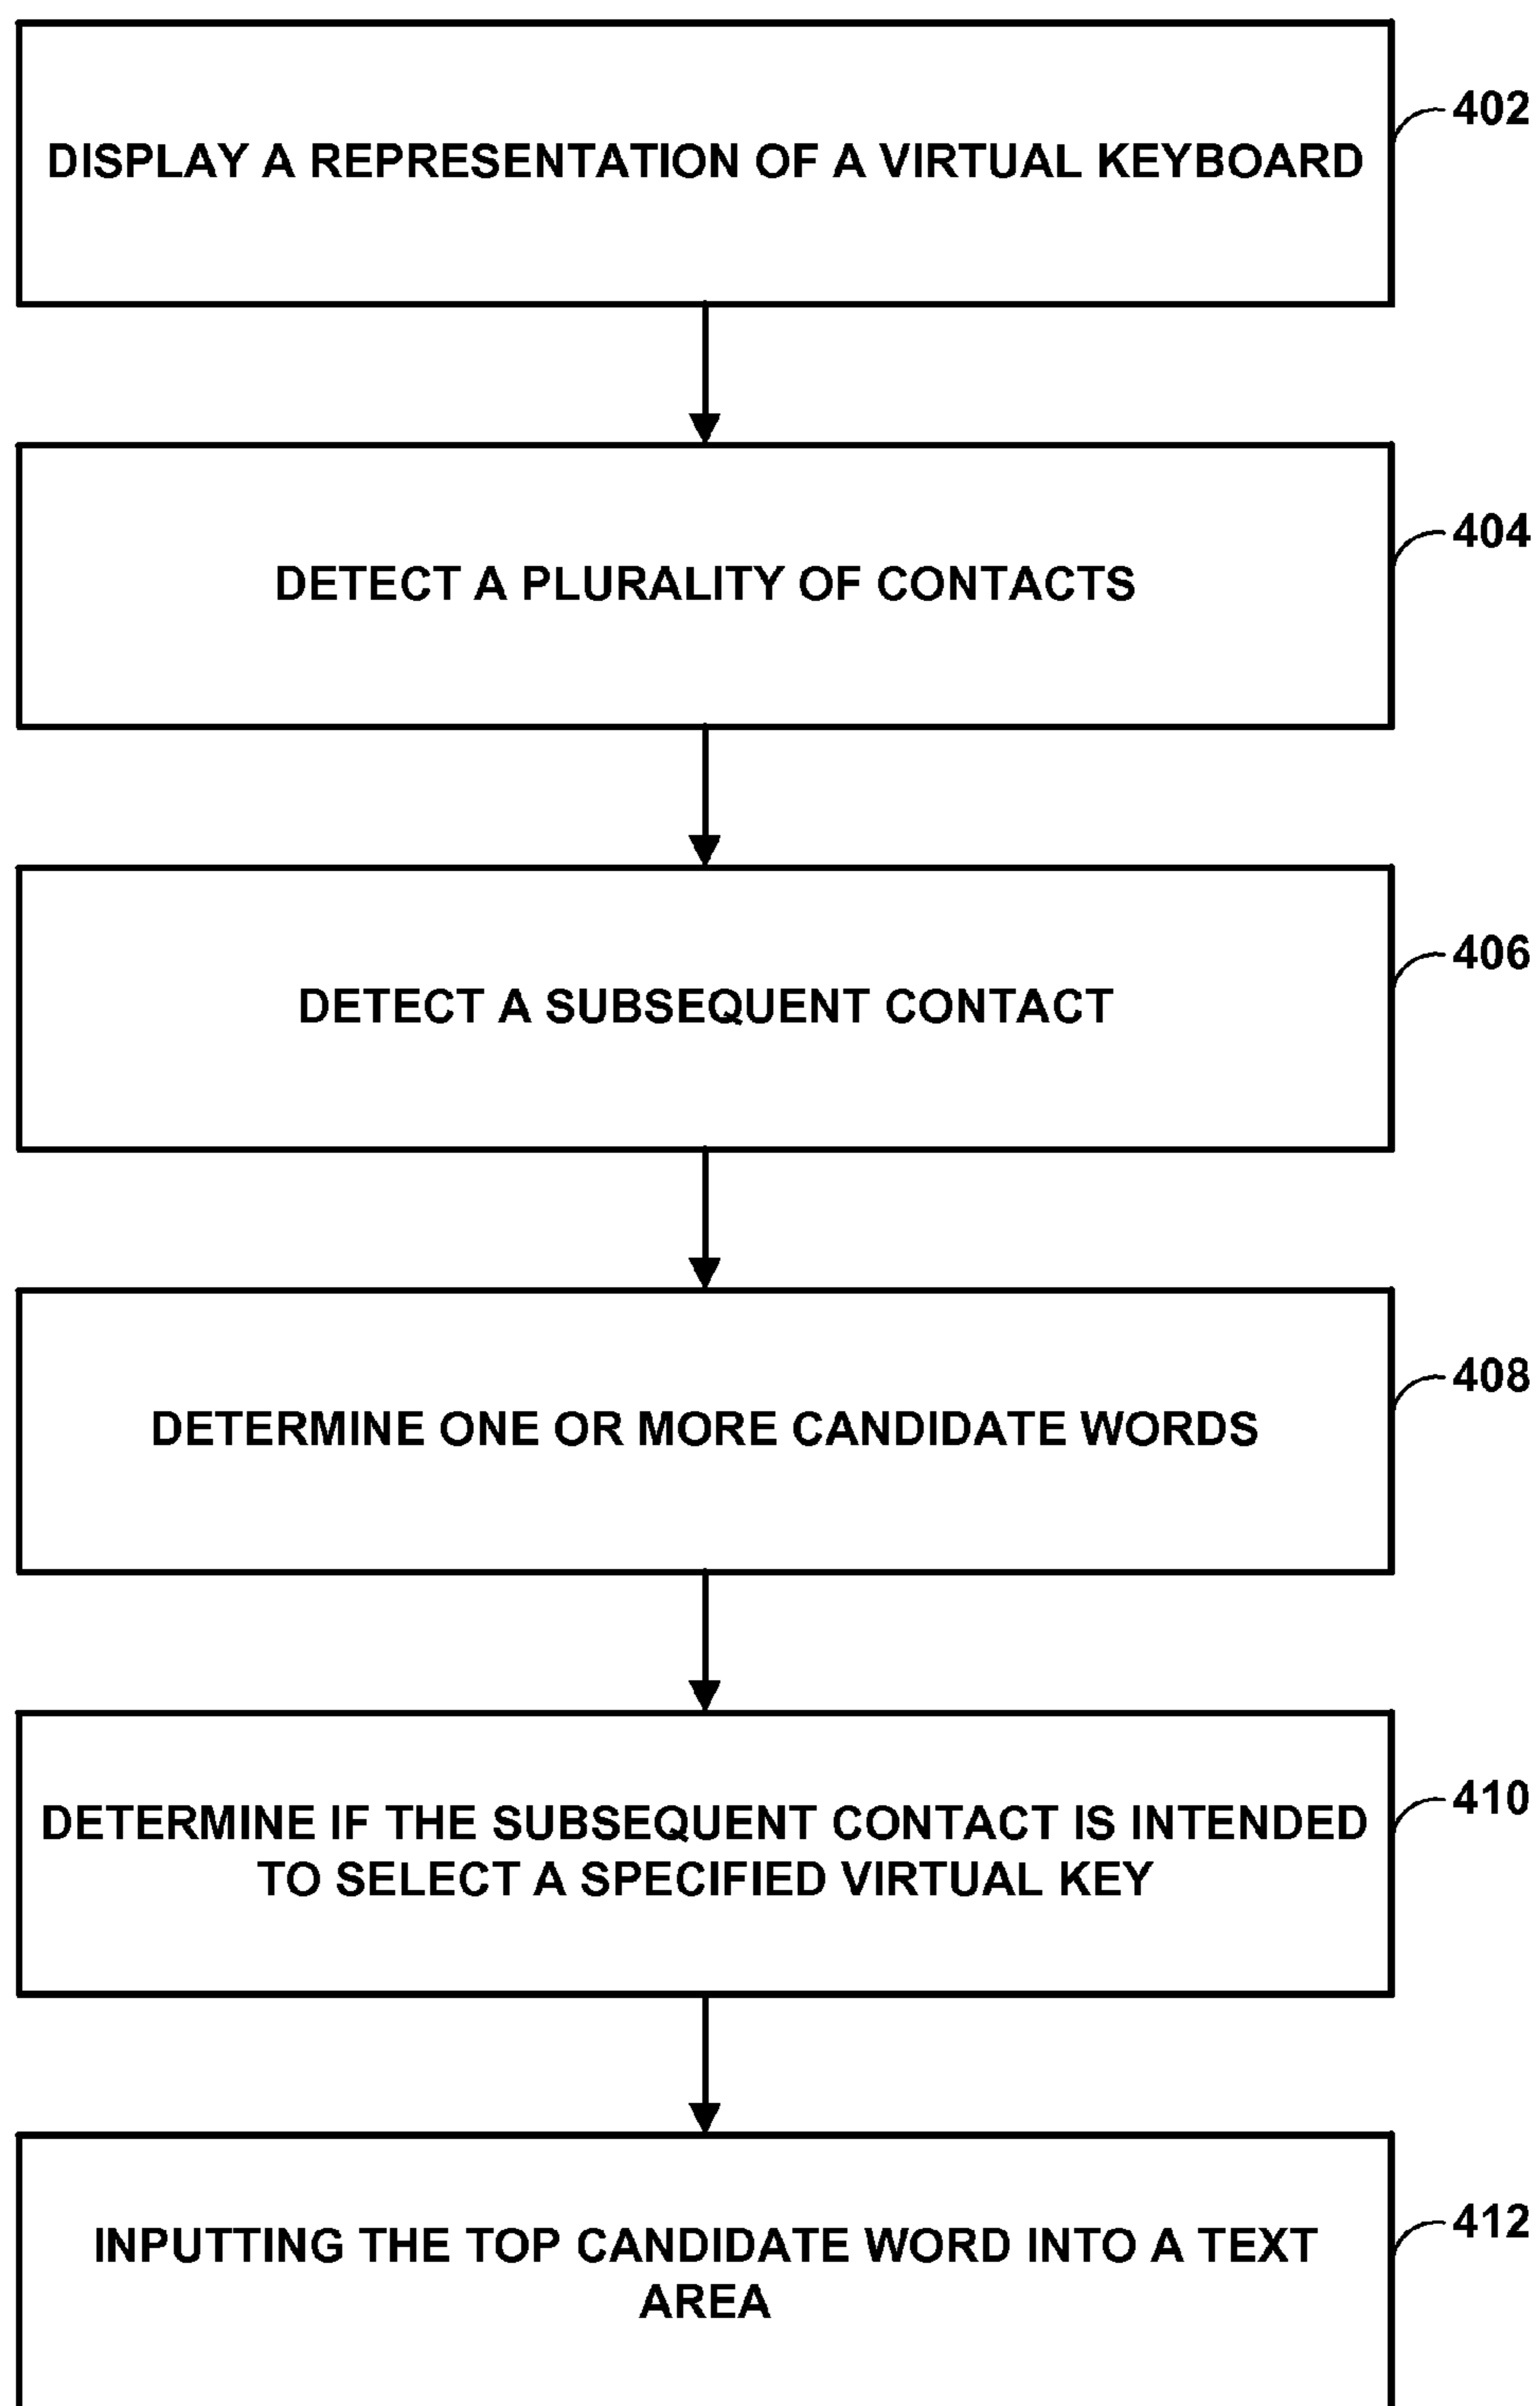 402
DISPLAY A REPRESENTATION OF A VIRTUAL KEYBOARD
404
DETECT A PLURALITY OF CONTACTS
406
DETECT A SUBSEQUENT CONTACT
408
DETERMINE ONE OR MORE CANDIDATE WORDS
410
DETERMINE IF THE SUBSEQUENT CONTACT IS INTENDED
TO SELECT A SPECIFIED VIRTUAL KEY
412
INPUTTING THE TOP CANDIDATE WORD INTO A TEXT
AREA